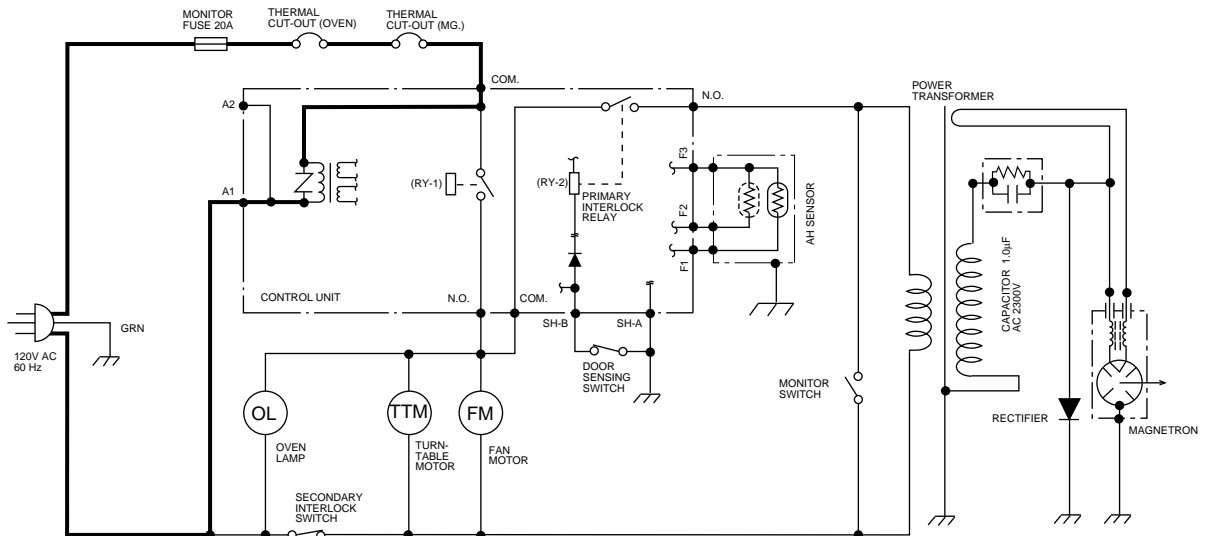 MONITOR
FUSE 20A
THERMAL
CUT-OUT (OVEN)
THERMAL
CUT-OUT (MG.)
COM.
A2
N.O.
POWER
TRANSFORMER
F3
A1
(RY-1)
(RY-2)
PRIMARY
INTERLOCK
RELAY
F2
AH SENSOR
F1
CONTROL UNIT
N.O.
COM.
SH-B
SH-A
CAPACITOR 1.0µF
AC 2300V
GRN
120V AC
60 Hz
DOOR
SENSING
SWITCH
MONITOR
SWITCH
OL
TTM
FM
RECTIFIER
MAGNETRON
OVEN
LAMP
TURN-
TABLE
MOTOR
FAN
MOTOR
SECONDARY
INTERLOCK
SWITCH